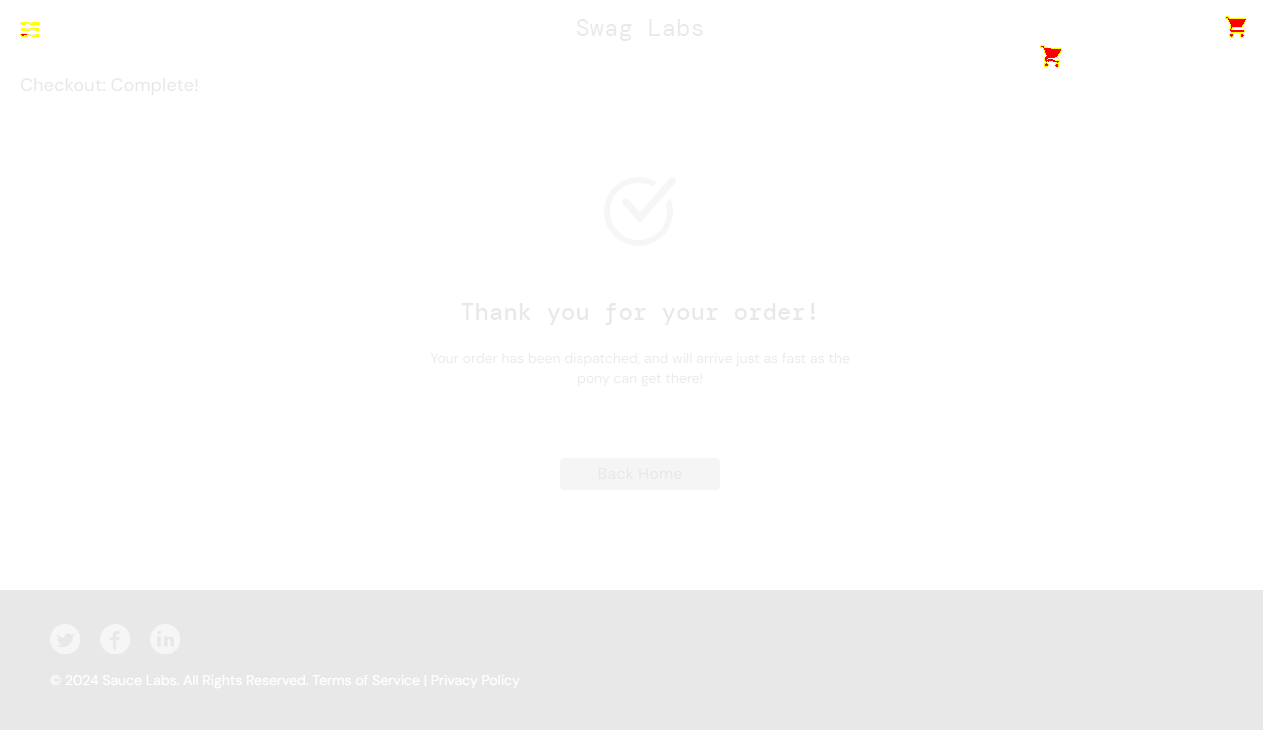 Swag Labs
Checkout: Complete!
Thank you for your order!
Your order has been dispatched, and will arrive just as fast as the
pony can get there!
Back Home
© 2024 Sauce Labs. All Rights Reserved. Terms of Service | Privacy Policy